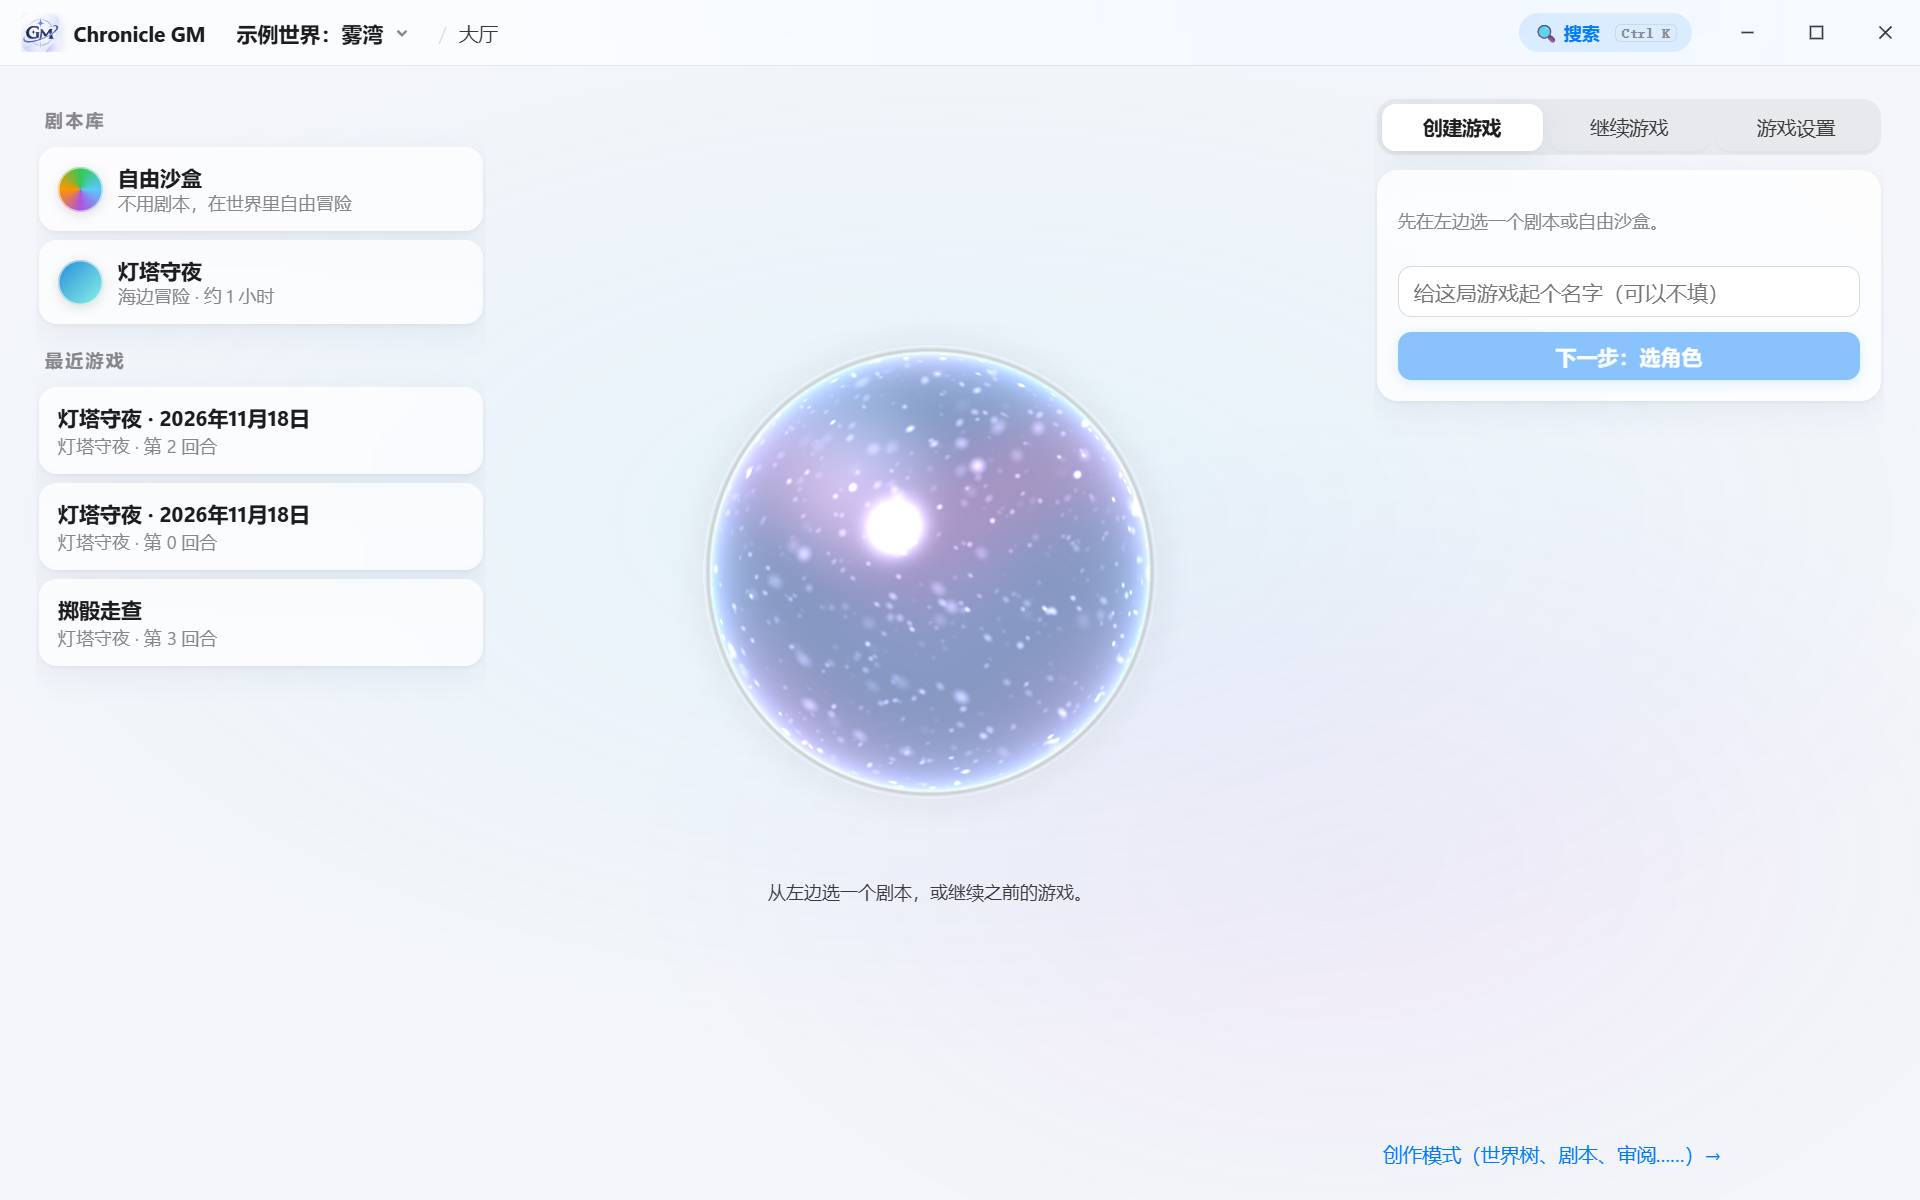 GM
Chronicle GM
示例世界：雾湾
/ 大厅
搜索 Ctrl K
剧本库
自由沙盒
不用剧本，在世界里自由冒险
灯塔守夜
海边冒险 · 约 1 小时
最近游戏
灯塔守夜 · 2026年11月18日
灯塔守夜 · 第 2 回合
灯塔守夜 · 2026年11月18日
灯塔守夜 · 第 0 回合
掷骰走查
灯塔守夜 · 第 3 回合
从左边选一个剧本，或继续之前的游戏。
创建游戏
继续游戏
游戏设置
先在左边选一个剧本或自由沙盒。
给这局游戏起个名字（可以不填）
下一步：选角色
创作模式（世界树、剧本、审阅……）→